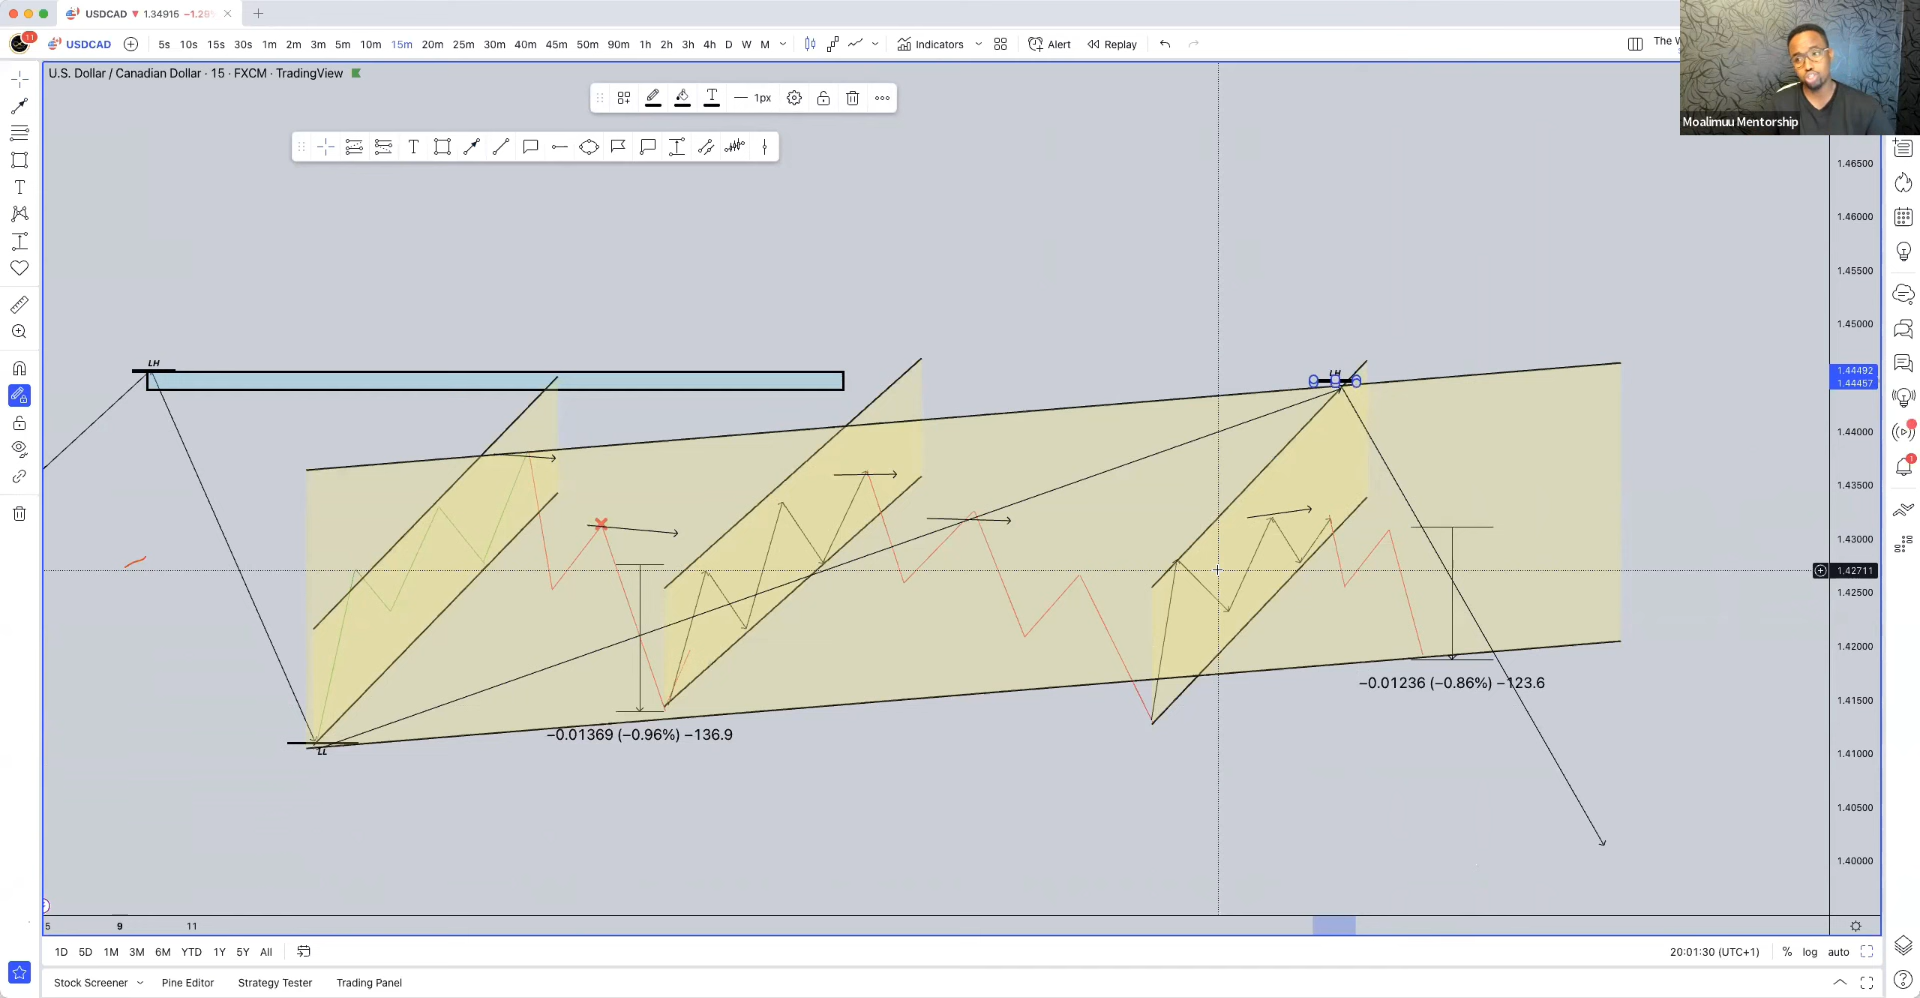 USDCAD ▼ 1.34916 −1.28%
11
USDCAD
5s 10s 15s 30s 1m 2m 3m 5m 10m 15m 20m 25m 30m 40m 45m 50m 90m 1h 2h 3h 4h D W M
Indicators
Alert
Replay
The
Moalimuu Mentorship
U.S. Dollar / Canadian Dollar · 15 · FXCM · TradingView
T 1px
T
LH
LH
LL
−0.01369 (−0.96%) −136.9
−0.01236 (−0.86%) −123.6
1.46500
1.46000
1.45500
1.45000
1.44492
1.44457
1.44000
1.43500
1.43000
1.42711
1.42500
1.42000
1.41500
1.41000
1.40500
1.40000
1
5 9 11
1D 5D 1M 3M 6M YTD 1Y 5Y All
20:01:30 (UTC+1) % log auto
Stock Screener Pine Editor Strategy Tester Trading Panel